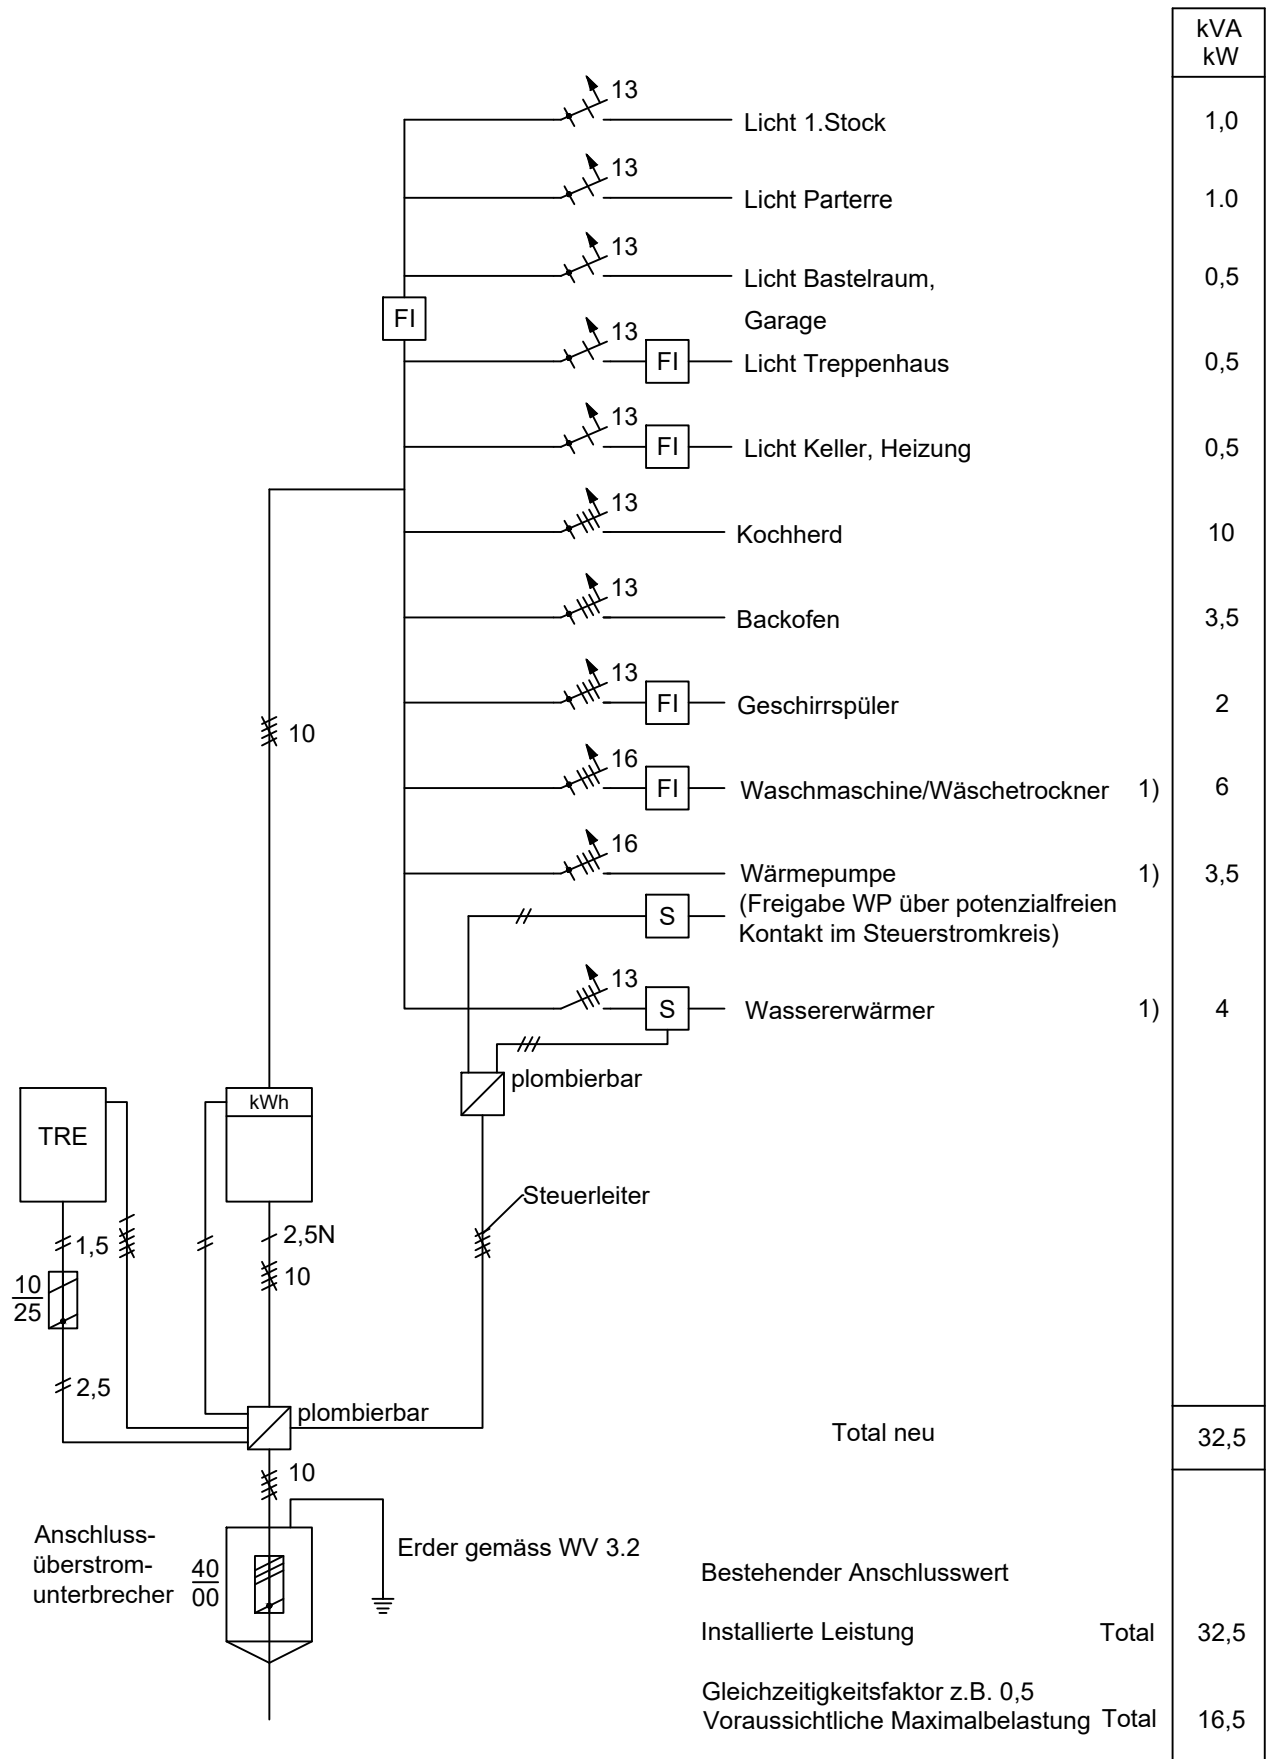 kVA
kW
13
Licht 1.Stock
1,0
13
Licht Parterre
1.0
13
Licht Bastelraum,
0,5
Garage
FI
13
FI
Licht Treppenhaus
0,5
13
FI
Licht Keller, Heizung
0,5
13
Kochherd
10
13
Backofen
3,5
13
FI
Geschirrspüler
2
10
16
FI
Waschmaschine/Wäschetrockner 1)
6
16
Wärmepumpe 1)
3,5
S
(Freigabe WP über potenzialfreien
Kontakt im Steuerstromkreis)
13
S
Wassererwärmer 1)
4
plombierbar
kWh
TRE
Steuerleiter
1,5
2,5N
10
10
25
2,5
plombierbar
Total neu
32,5
10
Anschluss-
überstrom-
unterbrecher
40
00
Erder gemäss WV 3.2
Bestehender Anschlusswert
Installierte Leistung Total
32,5
Gleichzeitigkeitsfaktor z.B. 0,5
Voraussichtliche Maximalbelastung Total
16,5